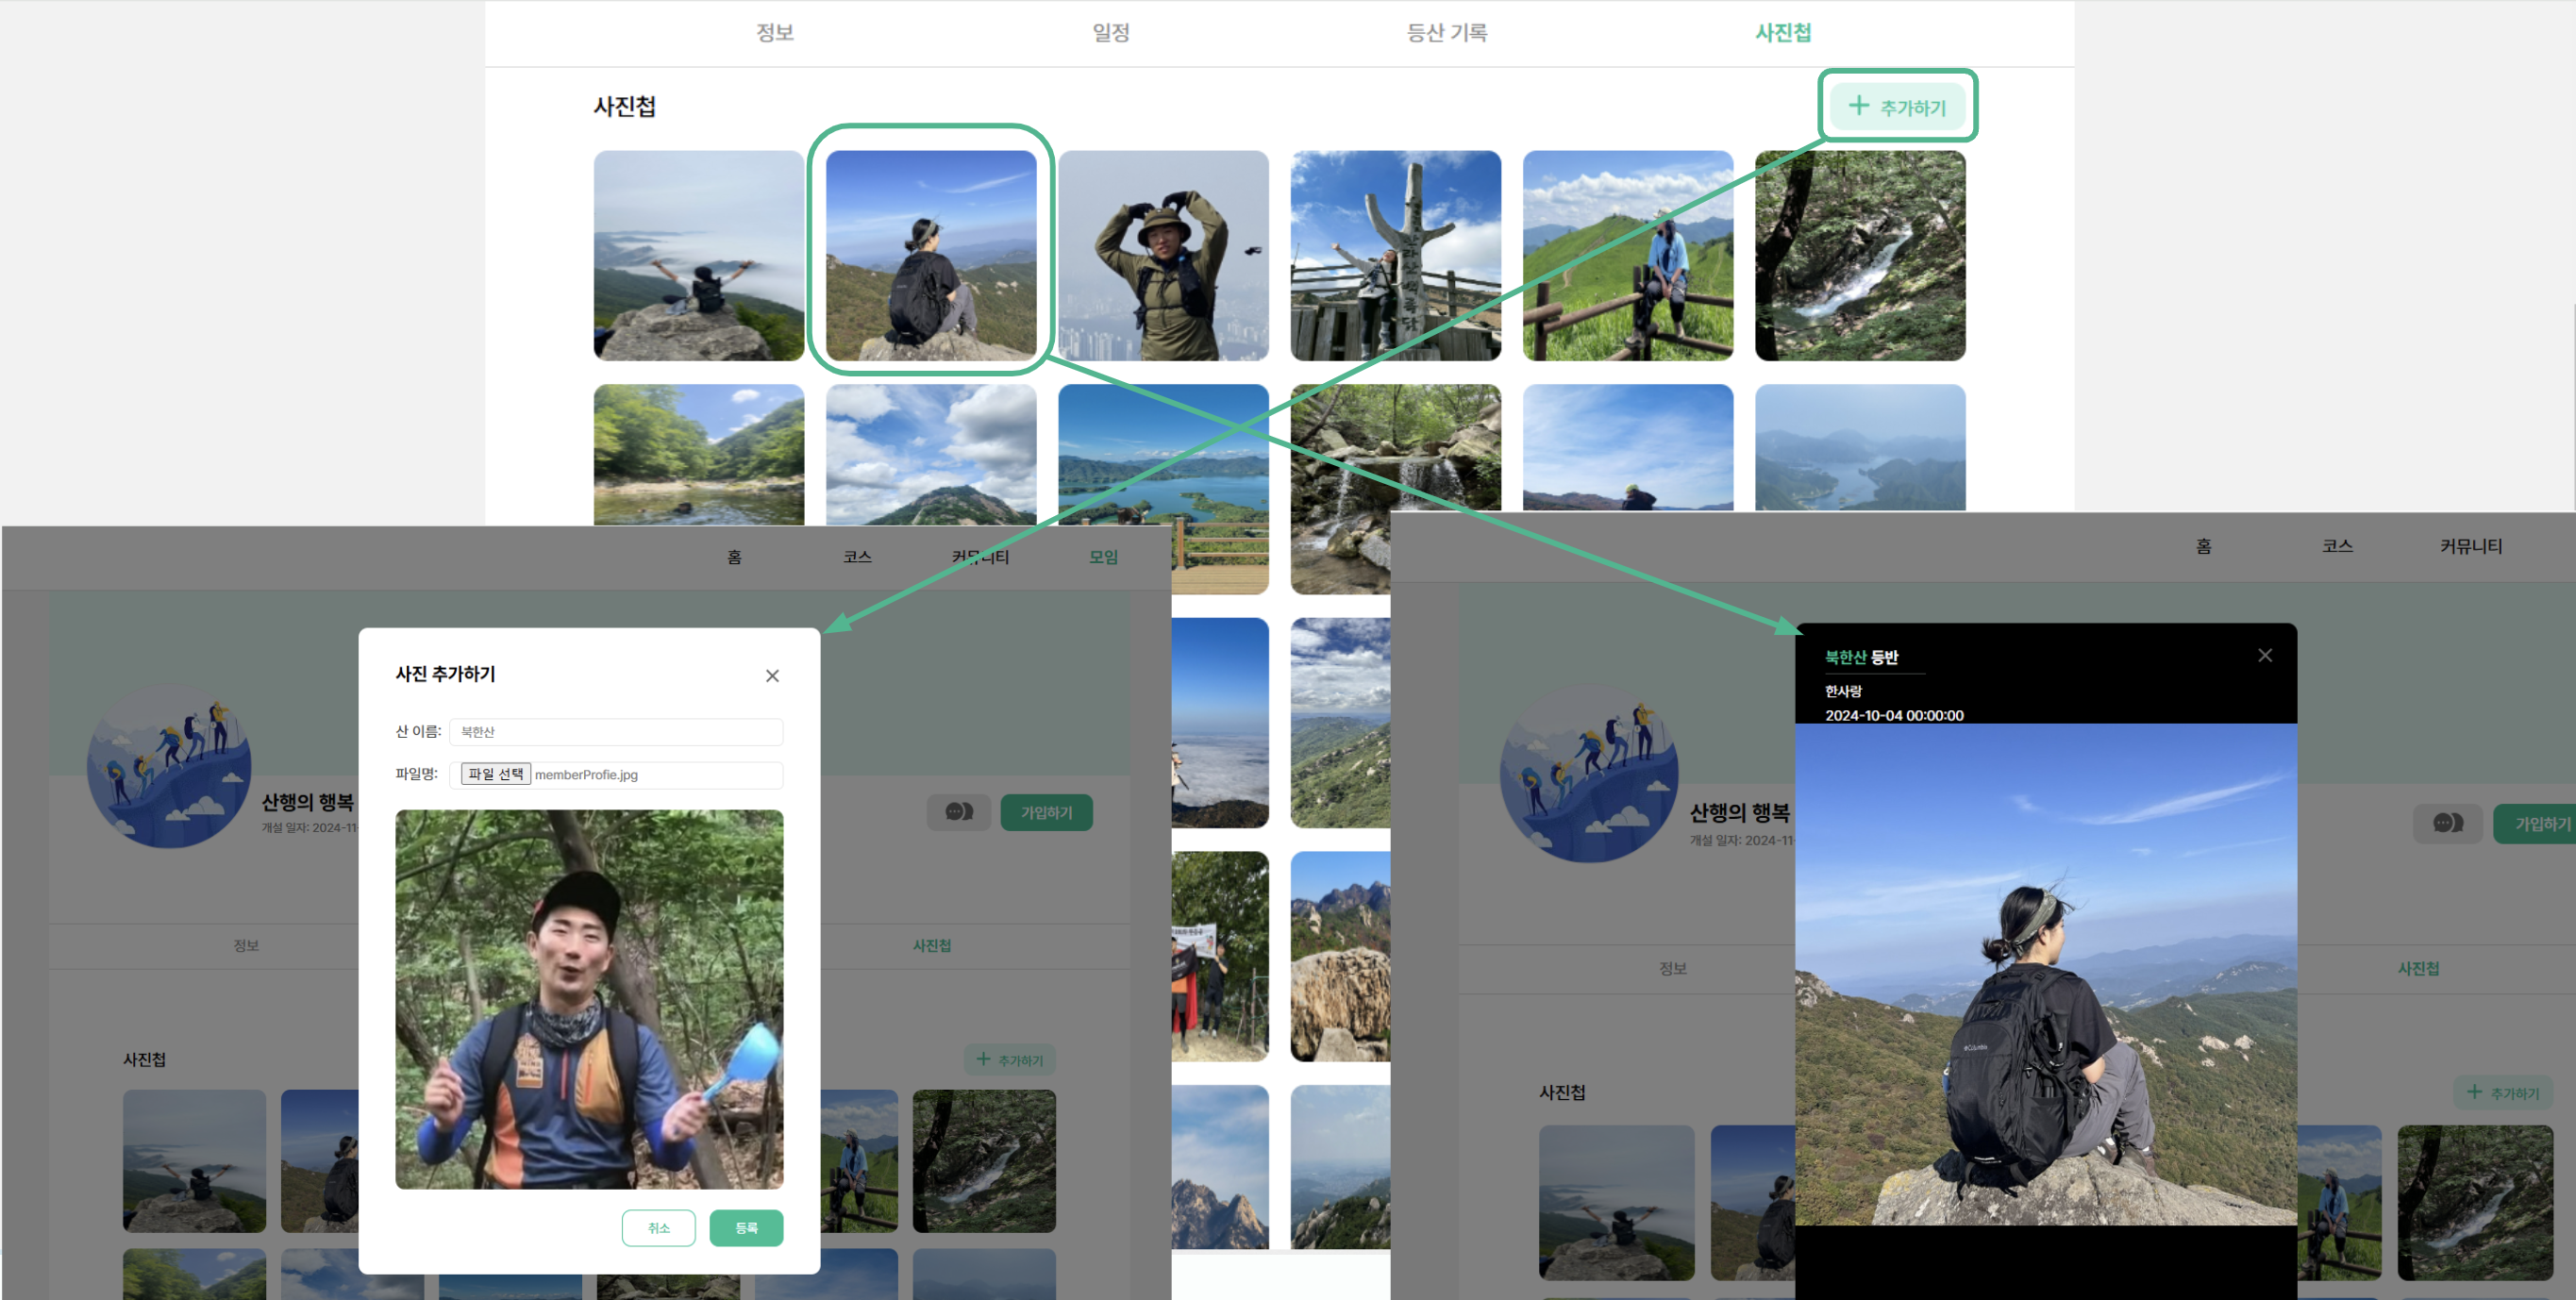 정보 일정 등산 기록 사진첩
사진첩
추가하기
홈 코스 커뮤니티 모임
사진 추가하기
산 이름: 북한산
파일명: 파일 선택 memberProfie.jpg
산행의 행복
개설 일자: 2024-11-
가입하기
정보 사진첩
사진첩
추가하기
취소 등록
홈 코스 커뮤니티
북한산 등반
한사랑
2024-10-04 00:00:00
산행의 행복
개설 일자: 2024-11-
가입하기
정보 사진첩
Columbia
사진첩
추가하기